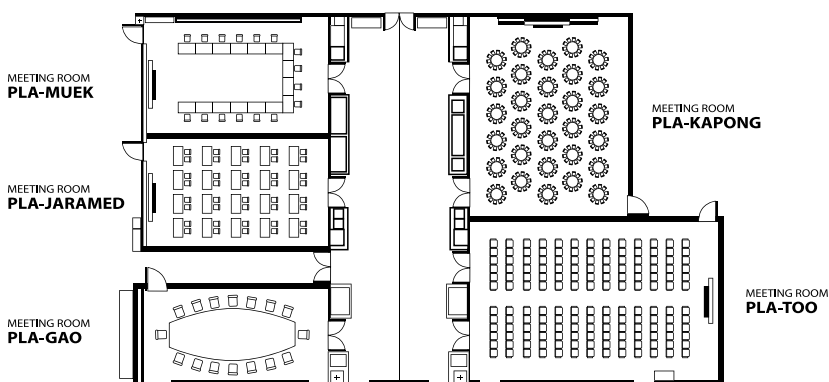 MEETING ROOM
PLA-MUEK
MEETING ROOM
PLA-JARAMED
MEETING ROOM
PLA-GAO
MEETING ROOM
PLA-KAPONG
MEETING ROOM
PLA-TOO